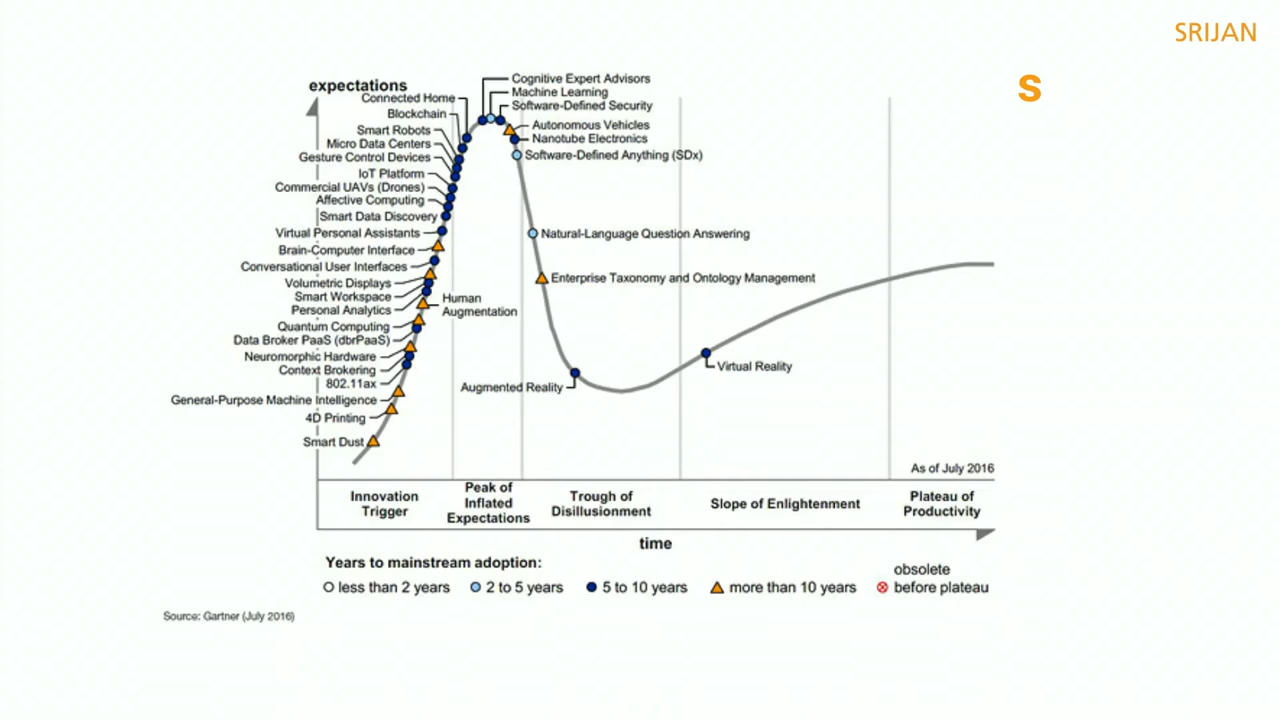 SRIJAN
S
expectations
Cognitive Expert Advisors
Machine Learning
Software-Defined Security
Autonomous Vehicles
Nanotube Electronics
Software-Defined Anything (SDx)
Natural-Language Question Answering
Enterprise Taxonomy and Ontology Management
Connected Home
Blockchain
Smart Robots
Micro Data Centers
Gesture Control Devices
IoT Platform
Commercial UAVs (Drones)
Affective Computing
Smart Data Discovery
Virtual Personal Assistants
Brain-Computer Interface
Conversational User Interfaces
Volumetric Displays
Smart Workspace
Personal Analytics
Human
Augmentation
Quantum Computing
Data Broker PaaS (dbrPaaS)
Neuromorphic Hardware
Context Brokering
802.11ax
General-Purpose Machine Intelligence
4D Printing
Smart Dust
Augmented Reality
Virtual Reality
As of July 2016
Innovation
Trigger
Peak of
Inflated
Expectations
Trough of
Disillusionment
Slope of Enlightenment
Plateau of
Productivity
time
Years to mainstream adoption:
less than 2 years
2 to 5 years
5 to 10 years
more than 10 years
obsolete
before plateau
Source: Gartner (July 2016)